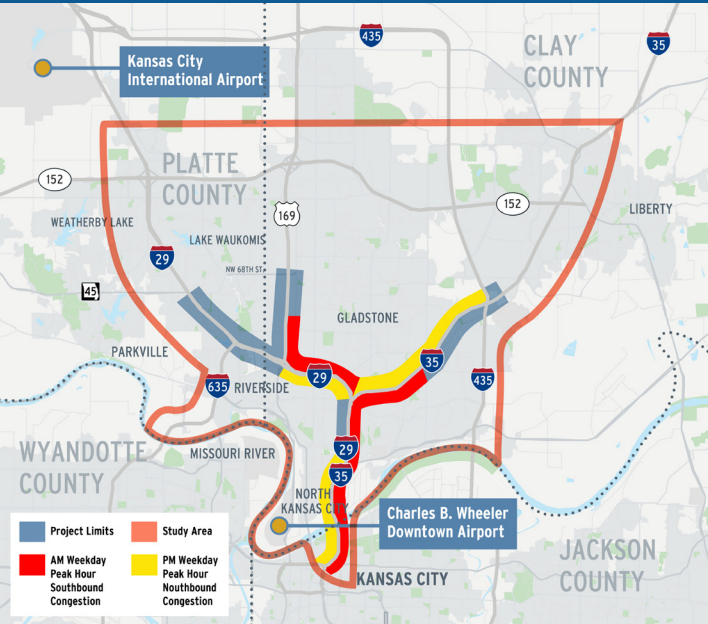 435
35
CLAY
COUNTY
Kansas City
International Airport
PLATTE
COUNTY
152
169
152
WEATHERBY LAKE
LAKE WAUKOMIS
LIBERTY
29
NW 68TH ST.
45
GLADSTONE
PARKVILLE
35
29
435
635
RIVERSIDE
WYANDOTTE
COUNTY
MISSOURI RIVER
29
35
NORTH
KANSAS CITY
Charles B. Wheeler
Downtown Airport
JACKSON
COUNTY
KANSAS CITY
Project Limits
Study Area
AM Weekday
Peak Hour
Southbound
Congestion
PM Weekday
Peak Hour
Nouthbound
Congestion